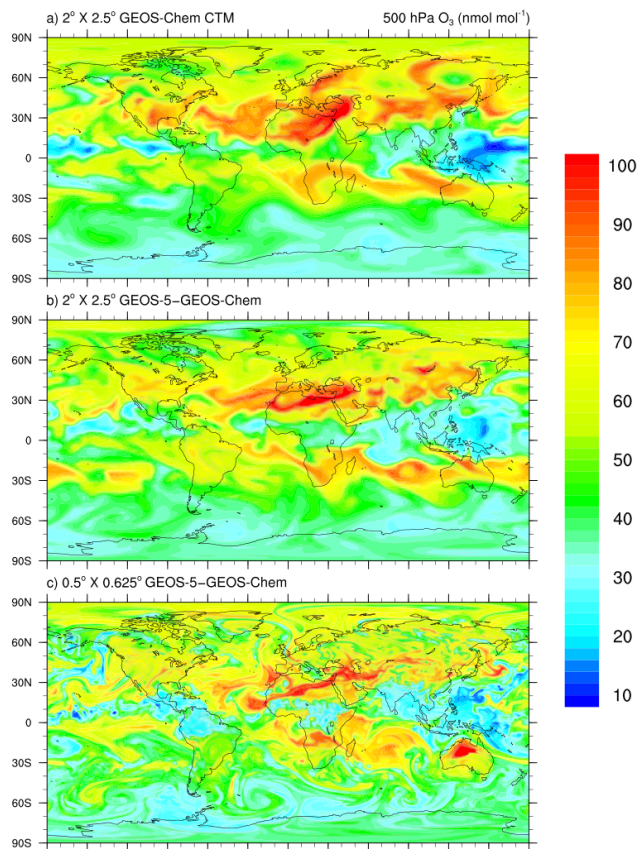 a) 2° X 2.5° GEOS-Chem CTM 500 hPa O₃ (nmol mol⁻¹)
90N
60N
30N
0
30S
60S
90S
b) 2° X 2.5° GEOS-5−GEOS-Chem
90N
60N
30N
0
30S
60S
90S
c) 0.5° X 0.625° GEOS-5−GEOS-Chem
90N
60N
30N
0
30S
60S
90S
100
90
80
70
60
50
40
30
20
10